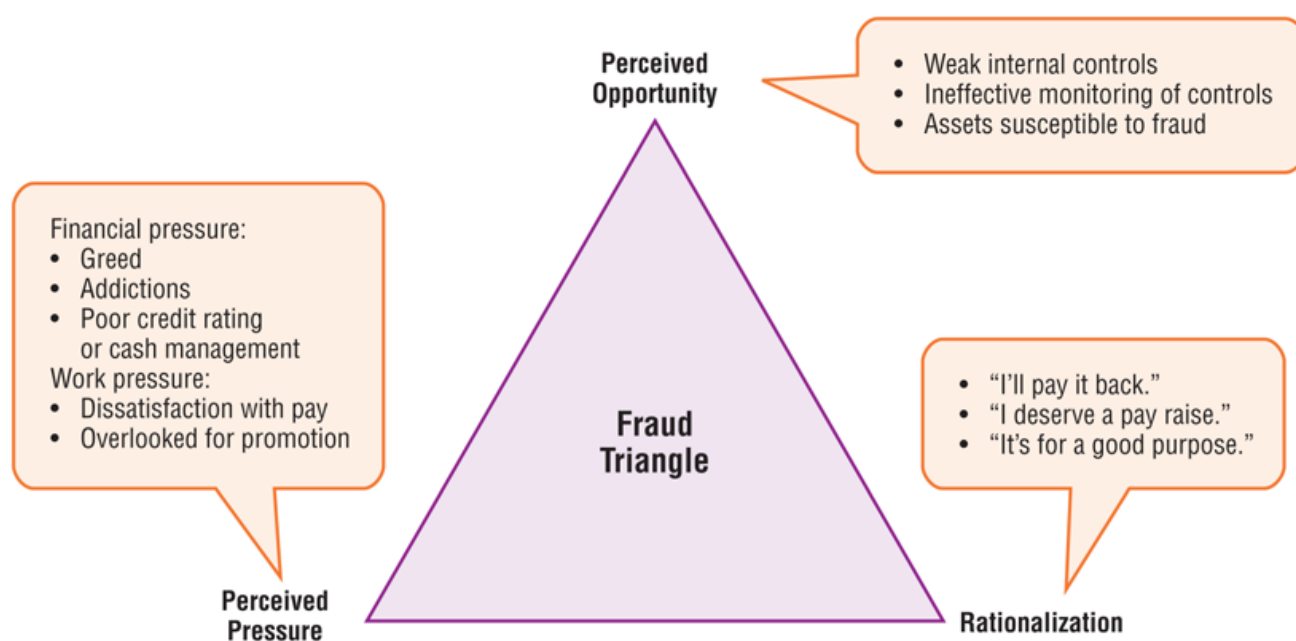 Perceived
Opportunity
• Weak internal controls
• Ineffective monitoring of controls
• Assets susceptible to fraud
Financial pressure:
• Greed
• Addictions
• Poor credit rating
or cash management
Work pressure:
• Dissatisfaction with pay
• Overlooked for promotion
Fraud
Triangle
• “I’ll pay it back.”
• “I deserve a pay raise.”
• “It’s for a good purpose.”
Perceived
Pressure
Rationalization